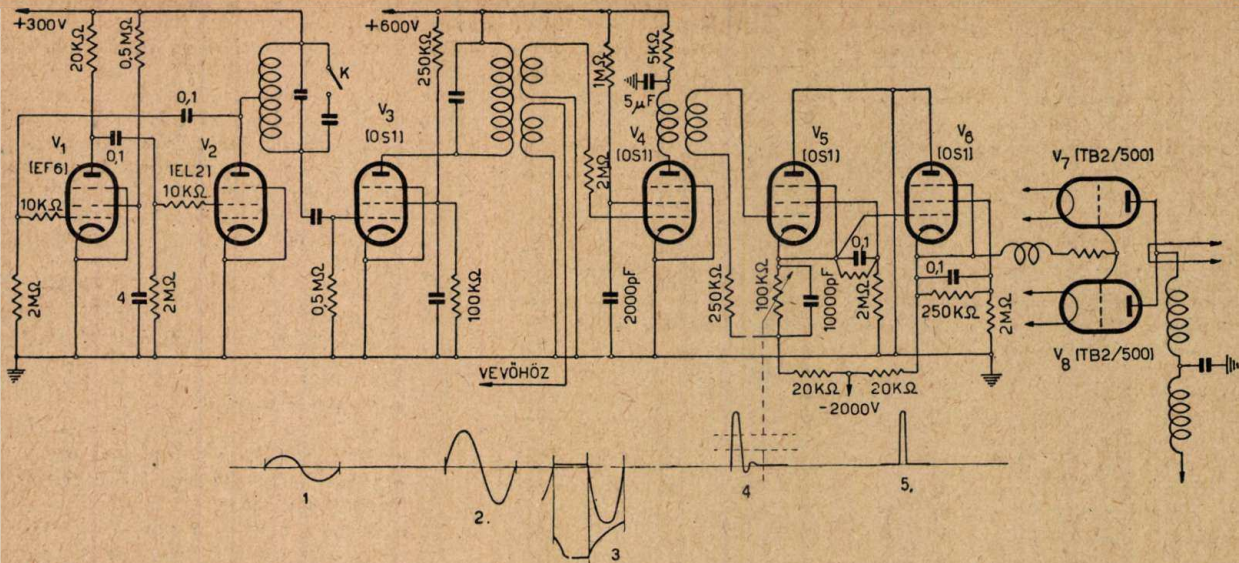 +300V
20KΩ
0,5MΩ
K
+600V
250KΩ
1MΩ
5KΩ
5µF
0,1
V1
[EF6]
0,1
V2
[EL2]
10KΩ
10KΩ
V3
[OS1]
2MΩ
V4
[OS1]
V5
[OS1]
V6
[OS1]
V7 [TB2/500]
2MΩ
4
2MΩ
0,5MΩ
100KΩ
2000pF
250KΩ
100KΩ
10000pF
0,1
2MΩ
0,1
250KΩ
2MΩ
V8 [TB2/500]
VEVŐHÖZ
20KΩ
20KΩ
-2000V
1
2.
3
4
5.